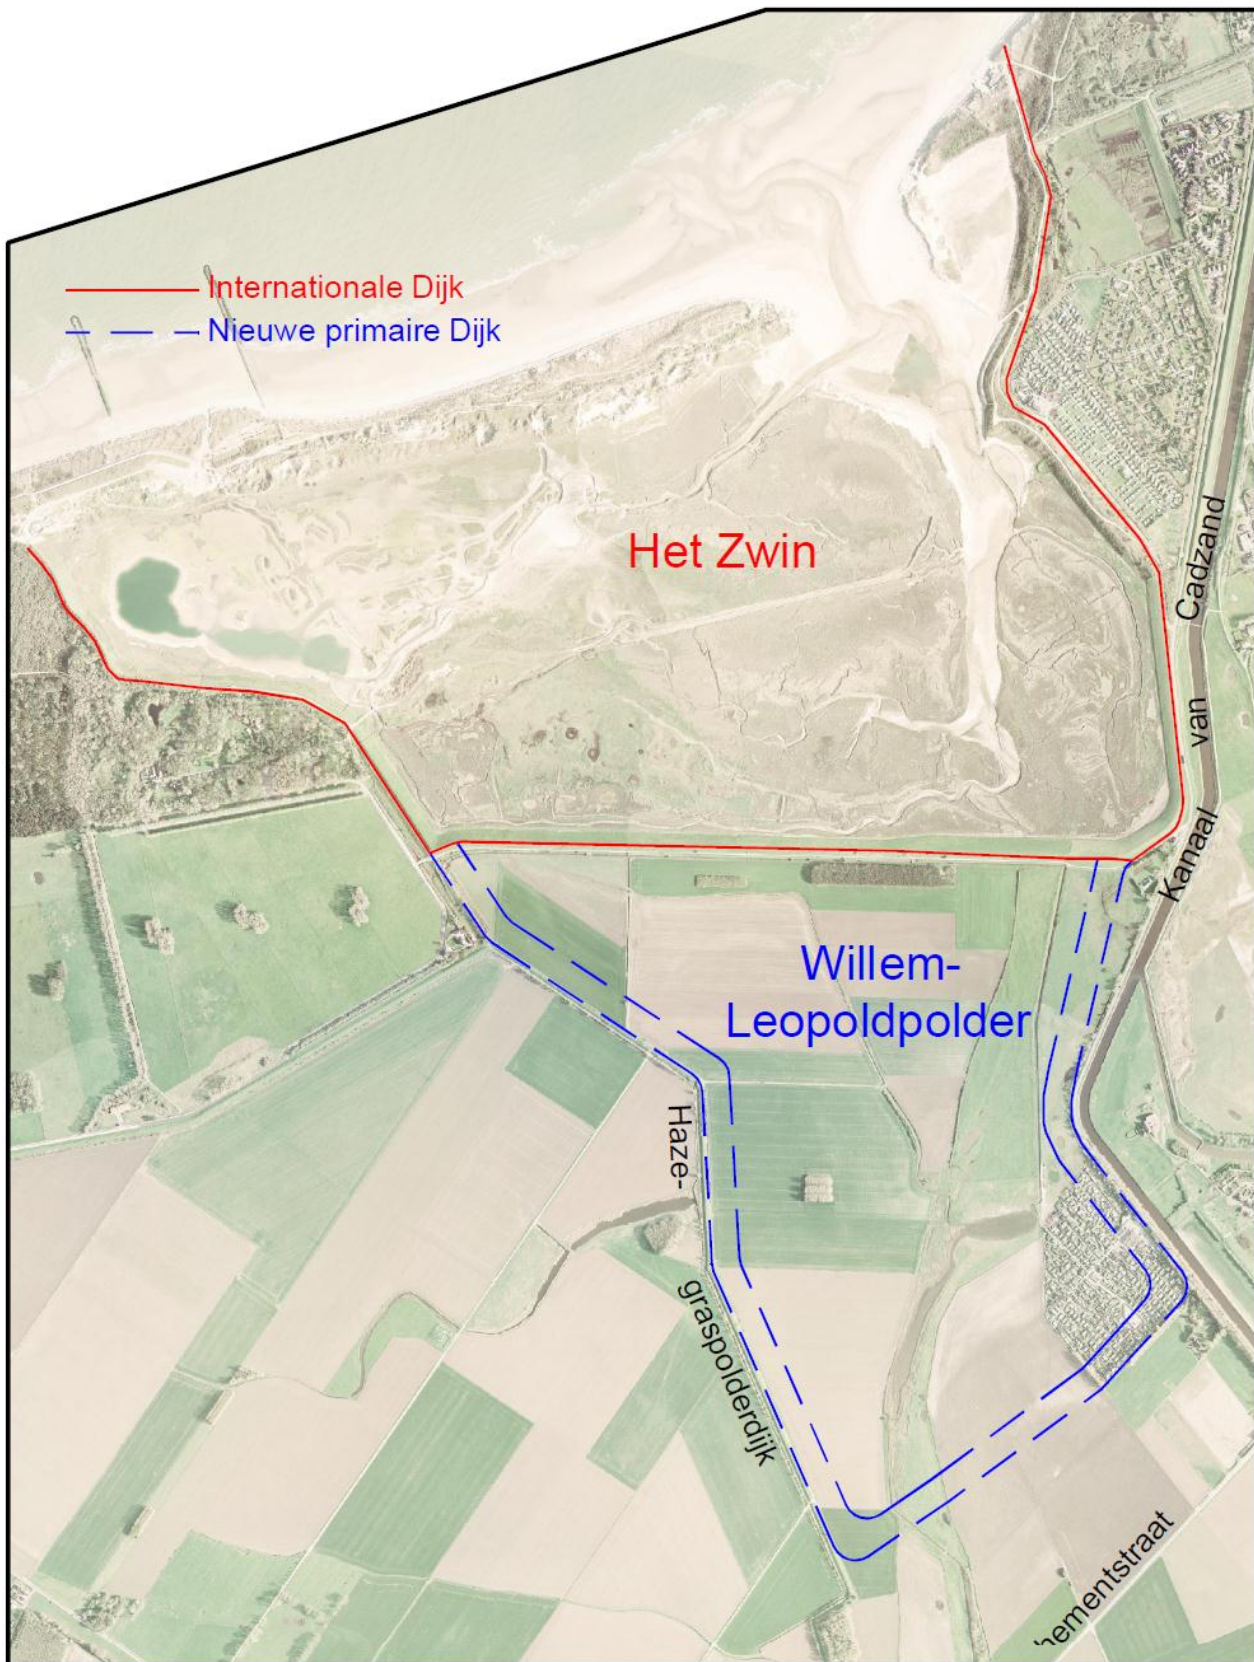 Internationale Dijk
Nieuwe primaire Dijk
Het Zwin
Kanaal van Cadzand
Willem-
Leopoldpolder
Haze-
graspolderdijk